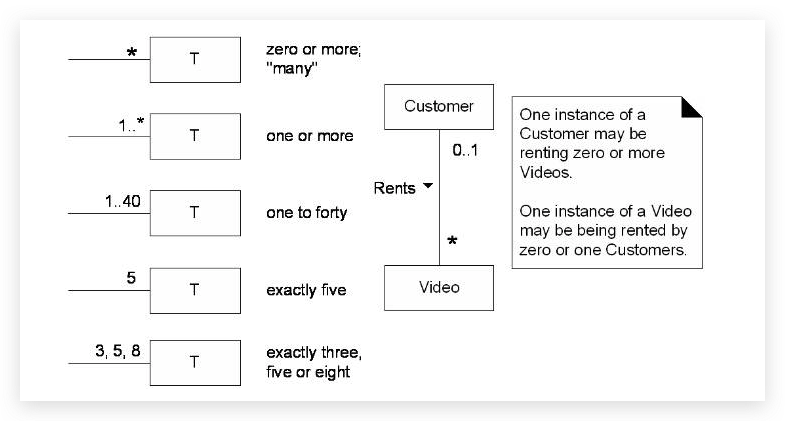 *
T
zero or more;
"many"
1..*
T
one or more
1..40
T
one to forty
5
T
exactly five
3, 5, 8
T
exactly three,
five or eight
Customer
0..1
Rents
*
Video
One instance of a
Customer may be
renting zero or more
Videos.
One instance of a Video
may be being rented by
zero or one Customers.